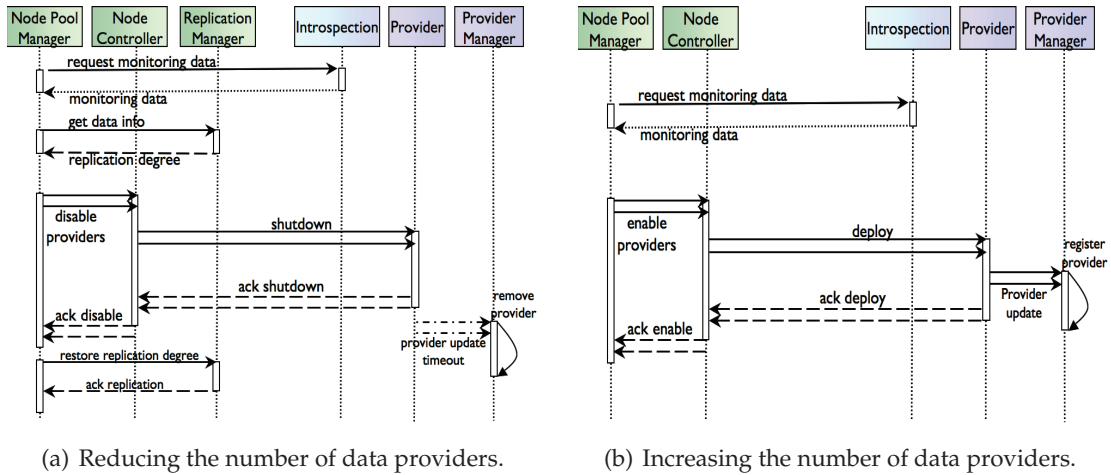 Node Pool
Manager
Node
Controller
Replication
Manager
Introspection
Provider
Provider
Manager
request monitoring data
monitoring data
get data info
replication degree
disable
providers
shutdown
ack shutdown
remove
provider
ack disable
provider update
timeout
restore replication degree
ack replication
(a) Reducing the number of data providers.
Node Pool
Manager
Node
Controller
Introspection
Provider
Provider
Manager
request monitoring data
monitoring data
enable
providers
deploy
register
provider
Provider
update
ack deploy
ack enable
(b) Increasing the number of data providers.